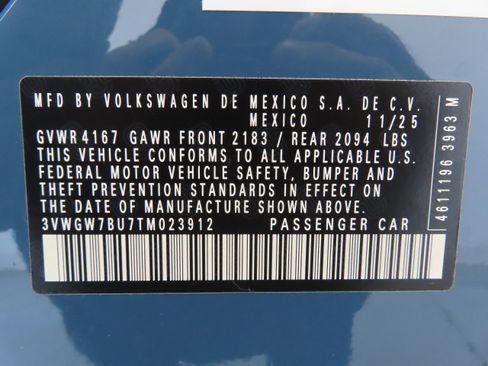 MFD BY VOLKSWAGEN DE MEXICO S.A. DE C.V.
MEXICO 11/25
GVWR 4167 GAWR FRONT 2183 / REAR 2094 LBS
THIS VEHICLE CONFORMS TO ALL APPLICABLE U.S.
FEDERAL MOTOR VEHICLE SAFETY, BUMPER AND
THEFT PREVENTION STANDARDS IN EFFECT ON
THE DATE OF MANUFACTURE SHOWN ABOVE.
3VWGW7BU7TM023912 PASSENGER CAR
4611196 3963 M